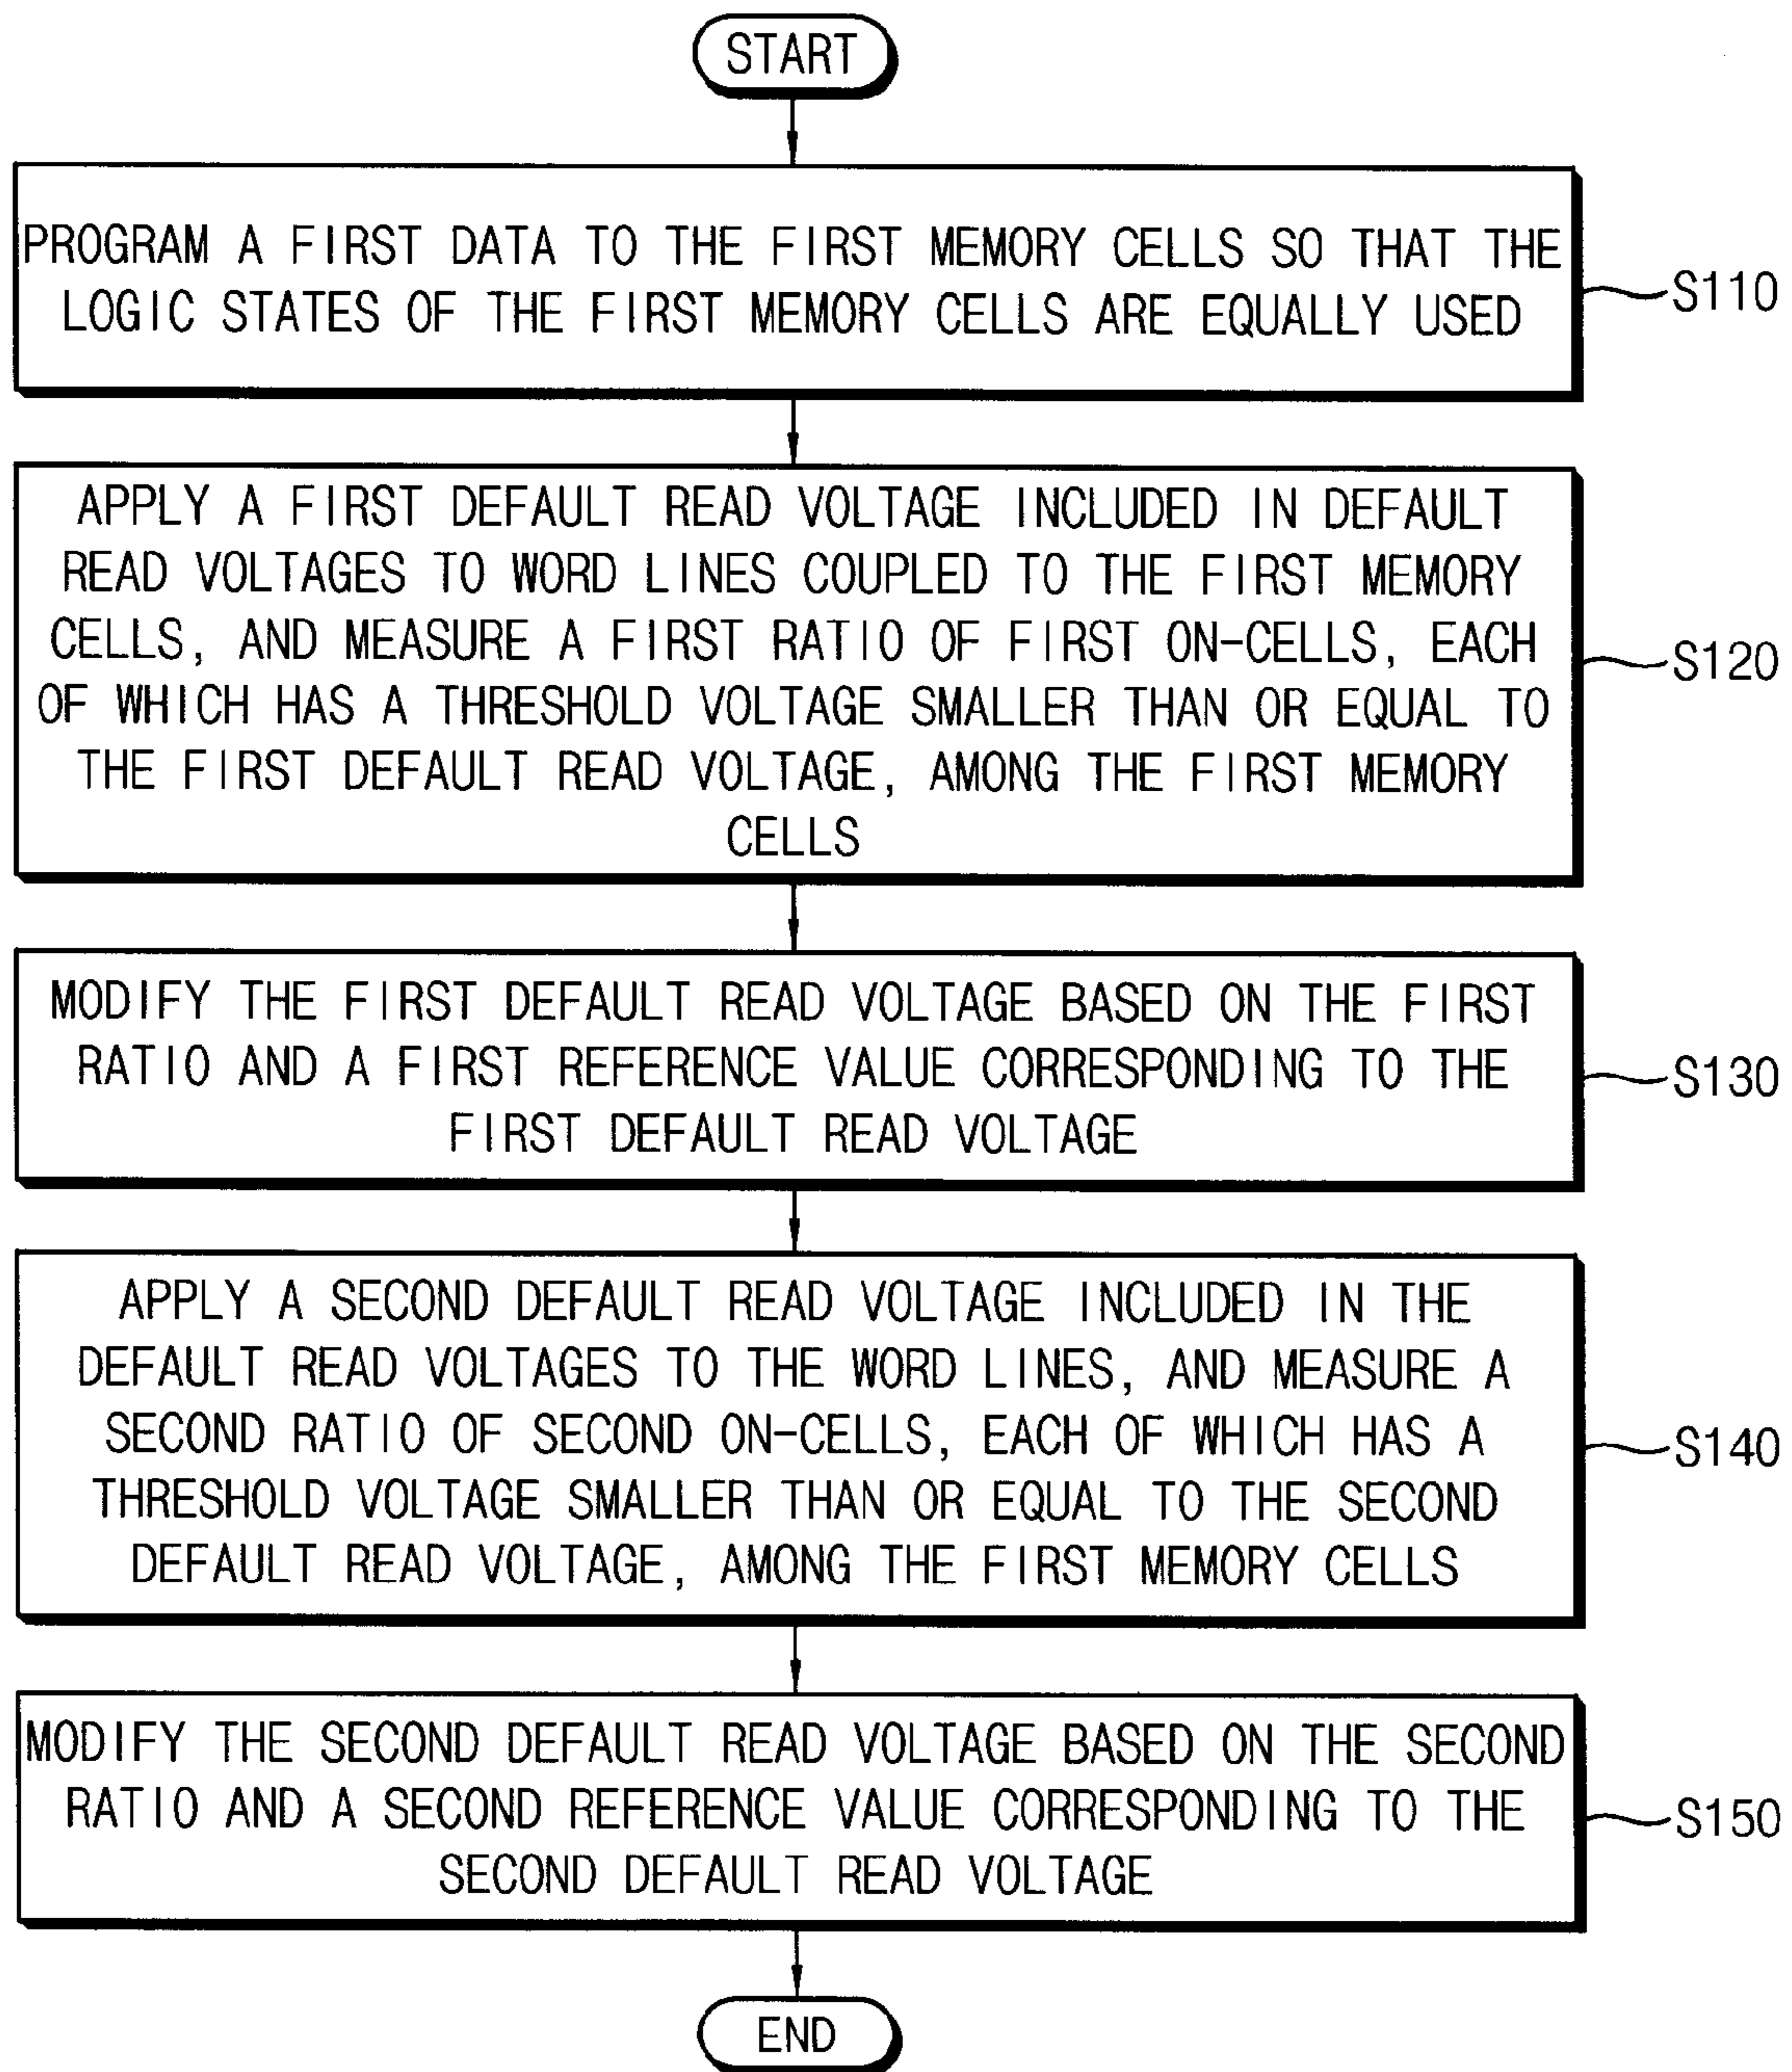 START
PROGRAM A FIRST DATA TO THE FIRST MEMORY CELLS SO THAT THE
LOGIC STATES OF THE FIRST MEMORY CELLS ARE EQUALLY USED
S110
APPLY A FIRST DEFAULT READ VOLTAGE INCLUDED IN DEFAULT
READ VOLTAGES TO WORD LINES COUPLED TO THE FIRST MEMORY
CELLS, AND MEASURE A FIRST RATIO OF FIRST ON-CELLS, EACH
OF WHICH HAS A THRESHOLD VOLTAGE SMALLER THAN OR EQUAL TO
THE FIRST DEFAULT READ VOLTAGE, AMONG THE FIRST MEMORY
CELLS
S120
MODIFY THE FIRST DEFAULT READ VOLTAGE BASED ON THE FIRST
RATIO AND A FIRST REFERENCE VALUE CORRESPONDING TO THE
FIRST DEFAULT READ VOLTAGE
S130
APPLY A SECOND DEFAULT READ VOLTAGE INCLUDED IN THE
DEFAULT READ VOLTAGES TO THE WORD LINES, AND MEASURE A
SECOND RATIO OF SECOND ON-CELLS, EACH OF WHICH HAS A
THRESHOLD VOLTAGE SMALLER THAN OR EQUAL TO THE SECOND
DEFAULT READ VOLTAGE, AMONG THE FIRST MEMORY CELLS
S140
MODIFY THE SECOND DEFAULT READ VOLTAGE BASED ON THE SECOND
RATIO AND A SECOND REFERENCE VALUE CORRESPONDING TO THE
SECOND DEFAULT READ VOLTAGE
S150
END